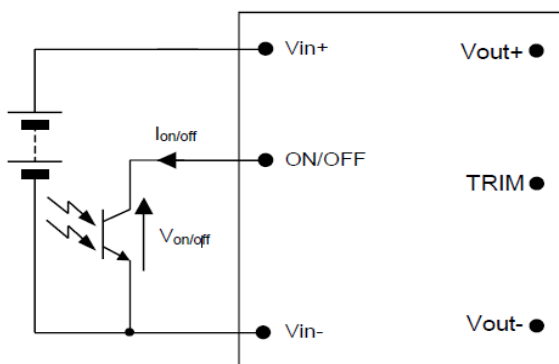 Vin+
Vout+
Ion/off
ON/OFF
TRIM
Von/off
Vin-
Vout-